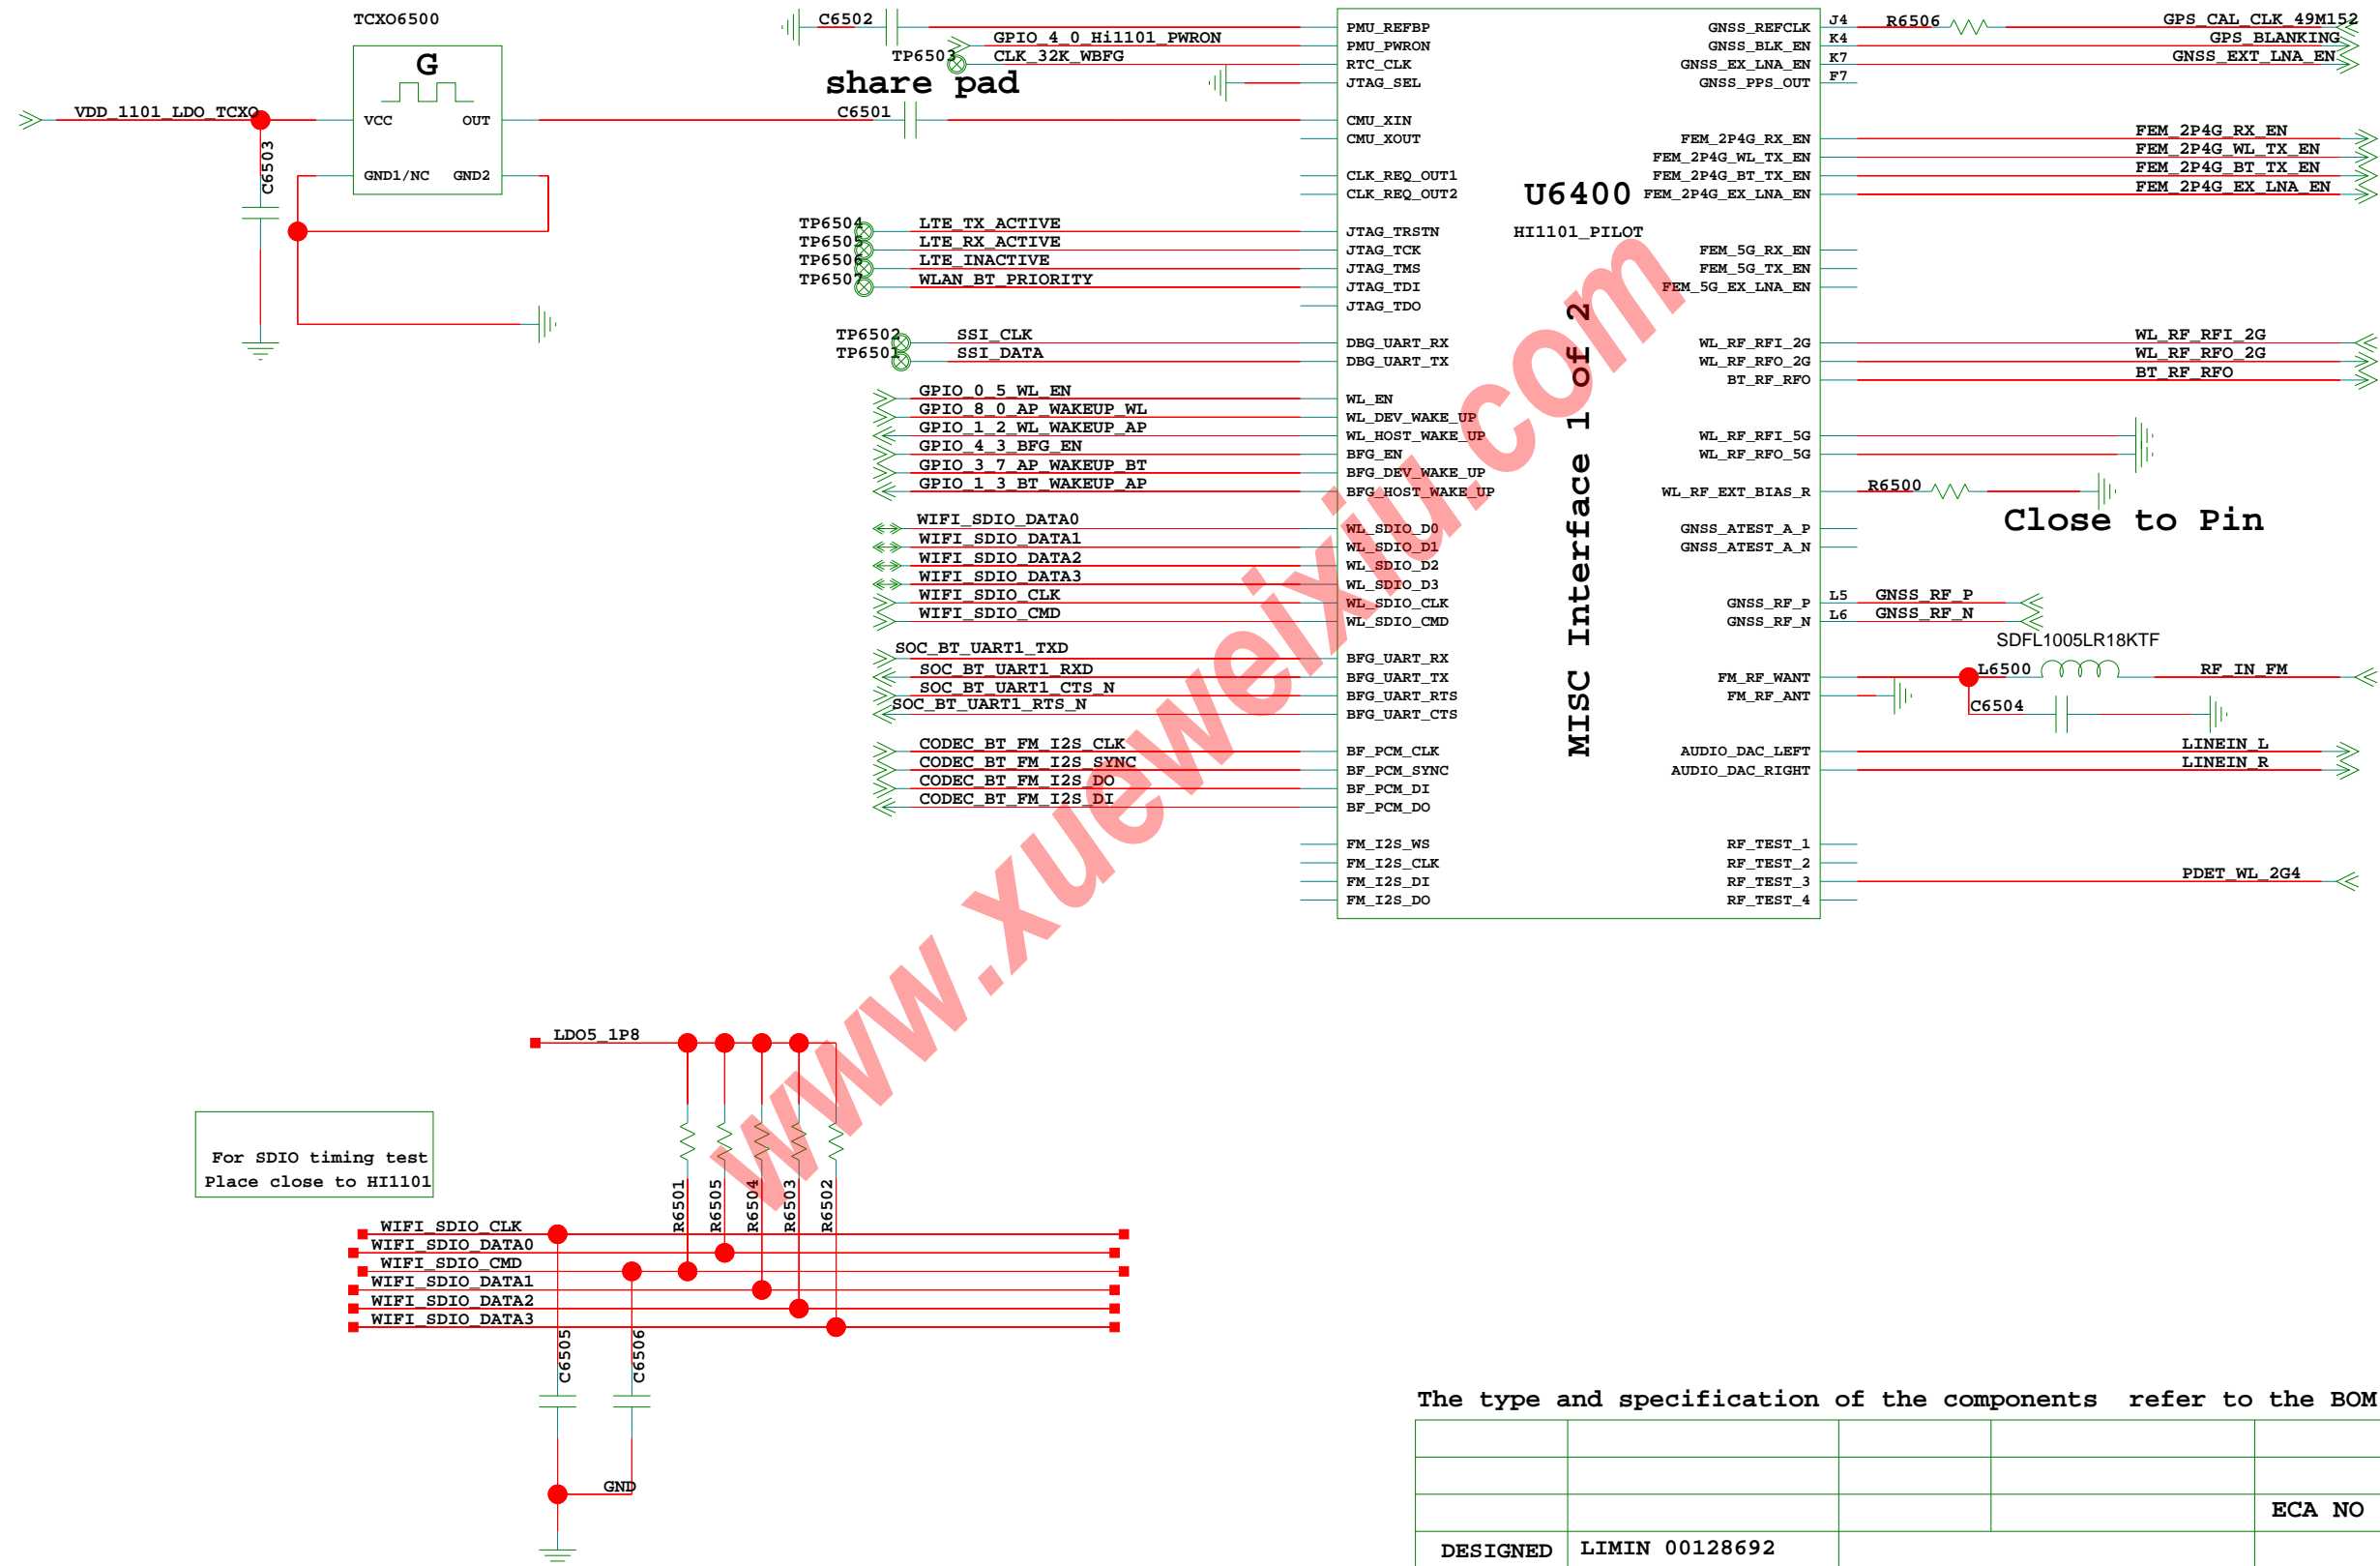 TCXO6500
G
VCC
OUT
GND1/NC
GND2
VDD_1101_LDO_TCXO
C6503
C6502
GPIO_4_0_Hi1101_PWRON
TP6503
CLK_32K_WBFG
share pad
C6501
TP6504
LTE_TX_ACTIVE
TP6505
LTE_RX_ACTIVE
TP6506
LTE_INACTIVE
TP6507
WLAN_BT_PRIORITY
TP6502
SSI_CLK
TP6501
SSI_DATA
GPIO_0_5_WL_EN
GPIO_8_0_AP_WAKEUP_WL
GPIO_1_2_WL_WAKEUP_AP
GPIO_4_3_BFG_EN
GPIO_3_7_AP_WAKEUP_BT
GPIO_1_3_BT_WAKEUP_AP
WIFI_SDIO_DATA0
WIFI_SDIO_DATA1
WIFI_SDIO_DATA2
WIFI_SDIO_DATA3
WIFI_SDIO_CLK
WIFI_SDIO_CMD
SOC_BT_UART1_TXD
SOC_BT_UART1_RXD
SOC_BT_UART1_CTS_N
SOC_BT_UART1_RTS_N
CODEC_BT_FM_I2S_CLK
CODEC_BT_FM_I2S_SYNC
CODEC_BT_FM_I2S_DO
CODEC_BT_FM_I2S_DI
PMU_REFBP
PMU_PWRON
RTC_CLK
JTAG_SEL
CMU_XIN
CMU_XOUT
CLK_REQ_OUT1
CLK_REQ_OUT2
JTAG_TRSTN
JTAG_TCK
JTAG_TMS
JTAG_TDI
JTAG_TDO
DBG_UART_RX
DBG_UART_TX
WL_EN
WL_DEV_WAKE_UP
WL_HOST_WAKE_UP
BFG_EN
BFG_DEV_WAKE_UP
BFG_HOST_WAKE_UP
WL_SDIO_D0
WL_SDIO_D1
WL_SDIO_D2
WL_SDIO_D3
WL_SDIO_CLK
WL_SDIO_CMD
BFG_UART_RX
BFG_UART_TX
BFG_UART_RTS
BFG_UART_CTS
BF_PCM_CLK
BF_PCM_SYNC
BF_PCM_DI
BF_PCM_DO
FM_I2S_WS
FM_I2S_CLK
FM_I2S_DI
FM_I2S_DO
U6400
HI1101_PILOT
MISC Interface 1 of 2
GNSS_REFCLK
GNSS_BLK_EN
GNSS_EX_LNA_EN
GNSS_PPS_OUT
FEM_2P4G_RX_EN
FEM_2P4G_WL_TX_EN
FEM_2P4G_BT_TX_EN
FEM_2P4G_EX_LNA_EN
FEM_5G_RX_EN
FEM_5G_TX_EN
FEM_5G_EX_LNA_EN
WL_RF_RFI_2G
WL_RF_RFO_2G
BT_RF_RFO
WL_RF_RFI_5G
WL_RF_RFO_5G
WL_RF_EXT_BIAS_R
GNSS_ATEST_A_P
GNSS_ATEST_A_N
GNSS_RF_P
GNSS_RF_N
FM_RF_WANT
FM_RF_ANT
AUDIO_DAC_LEFT
AUDIO_DAC_RIGHT
RF_TEST_1
RF_TEST_2
RF_TEST_3
RF_TEST_4
J4
R6506
GPS_CAL_CLK_49M152
K4
GPS_BLANKING
K7
GNSS_EXT_LNA_EN
F7
FEM_2P4G_RX_EN
FEM_2P4G_WL_TX_EN
FEM_2P4G_BT_TX_EN
FEM_2P4G_EX_LNA_EN
WL_RF_RFI_2G
WL_RF_RFO_2G
BT_RF_RFO
R6500
Close to Pin
L5
GNSS_RF_P
L6
GNSS_RF_N
SDFL1005LR18KTF
L6500
RF_IN_FM
C6504
LINEIN_L
LINEIN_R
PDET_WL_2G4
www.xueweixiu.com
LDO5_1P8
For SDIO timing test
Place close to HI1101
R6501
R6505
R6504
R6503
R6502
WIFI_SDIO_CLK
WIFI_SDIO_DATA0
WIFI_SDIO_CMD
WIFI_SDIO_DATA1
WIFI_SDIO_DATA2
WIFI_SDIO_DATA3
C6505
C6506
GND
The type and specification of the components refer to the BOM
ECA NO
DESIGNED
LIMIN 00128692